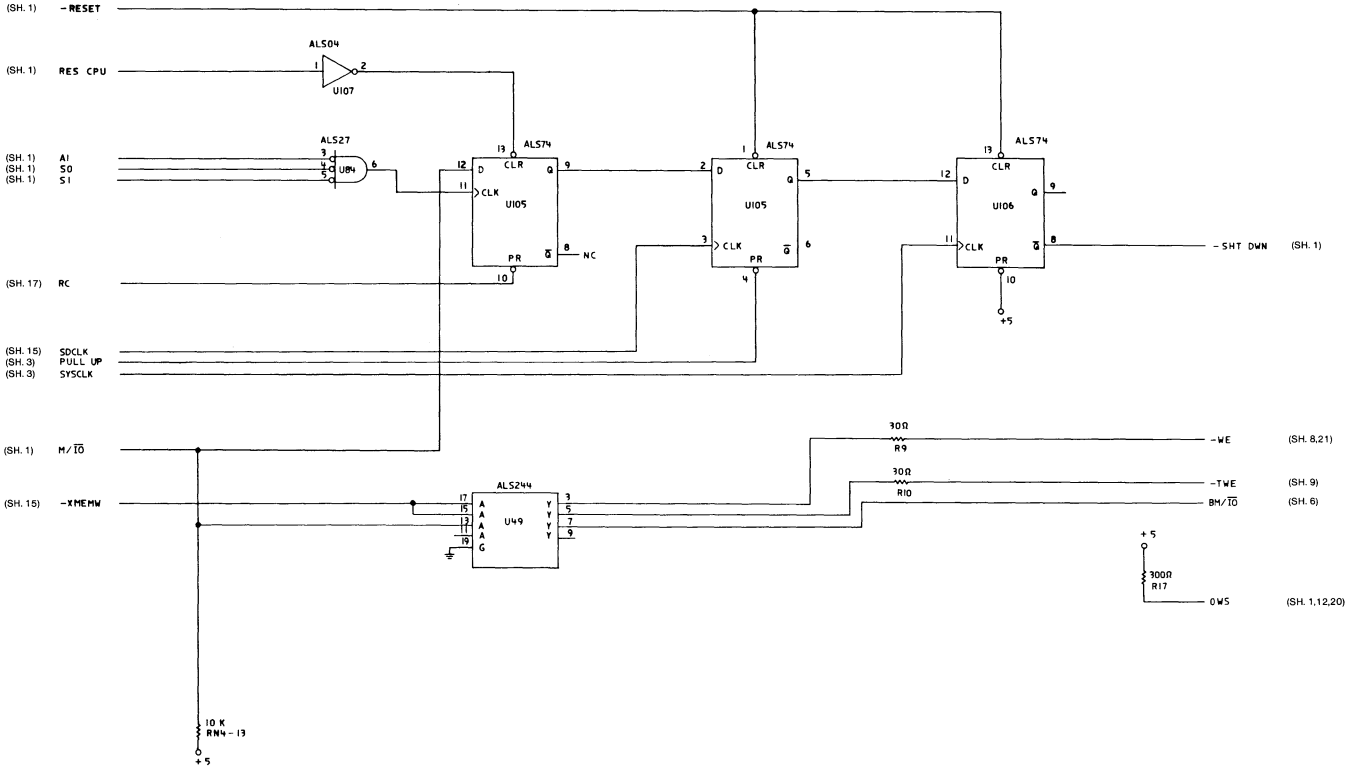 (SH. 1) -RESET
ALS04
(SH. 1) RES CPU
1
2
U107
ALS27
(SH. 1) A1
(SH. 1) S0
(SH. 1) S1
3
4
5
U84
6
13
ALS74
CLR
12
D
Q
9
11
CLK
U105
Q
8
NC
PR
10
1
ALS74
CLR
2
D
Q
5
U105
3
CLK
Q
6
PR
4
13
ALS74
CLR
12
D
Q
9
U106
11
CLK
Q
8
PR
10
+5
-SHT DWN (SH. 1)
(SH. 17) RC
(SH. 15) SDCLK
(SH. 3) PULL UP
(SH. 3) SYSCLK
(SH. 1) M/IO
(SH. 15) -XMEMW
ALS244
17
A
Y
3
15
A
Y
5
13
A
Y
7
11
A
Y
9
19
G
U49
30Ω
R9
-WE (SH. 8,21)
30Ω
R10
-TWE (SH. 9)
BM/IO (SH. 6)
+5
300Ω
R17
OWS (SH. 1,12,20)
10 K
RN4-13
+5